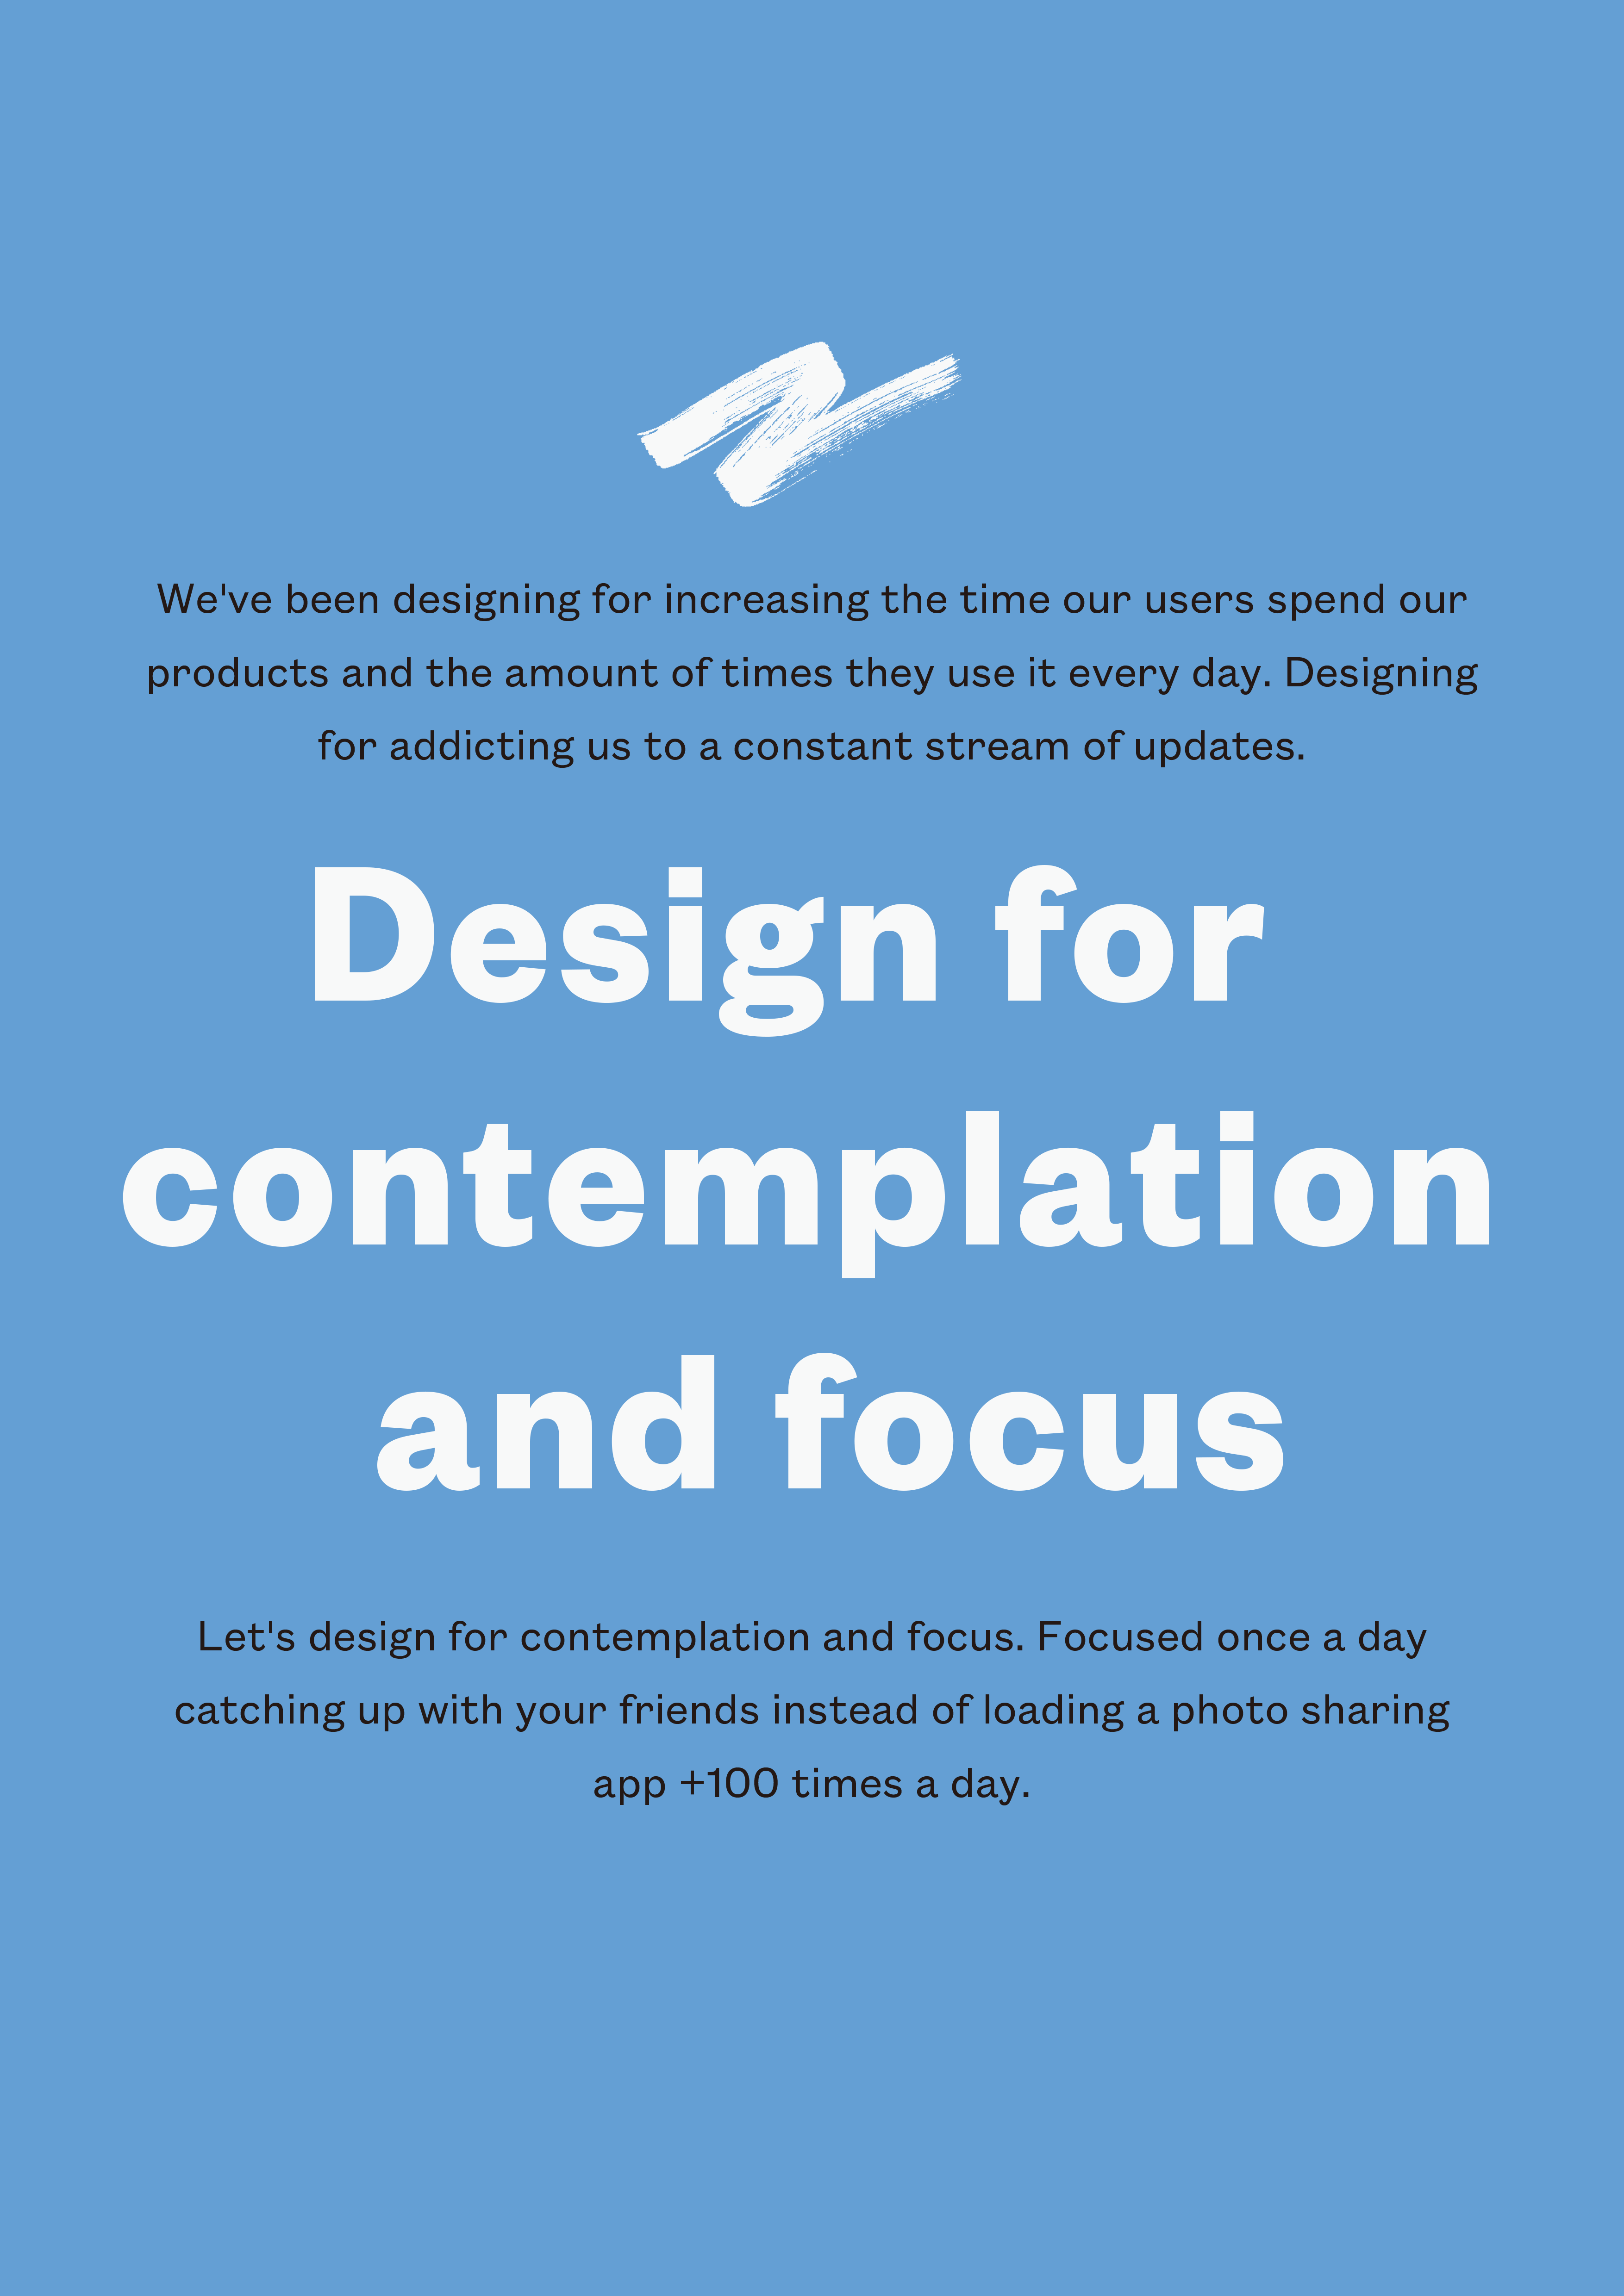 We've been designing for increasing the time our users spend our
products and the amount of times they use it every day. Designing
for addicting us to a constant stream of updates.
Design for
contemplation
and focus
Let's design for contemplation and focus. Focused once a day
catching up with your friends instead of loading a photo sharing
app +100 times a day.